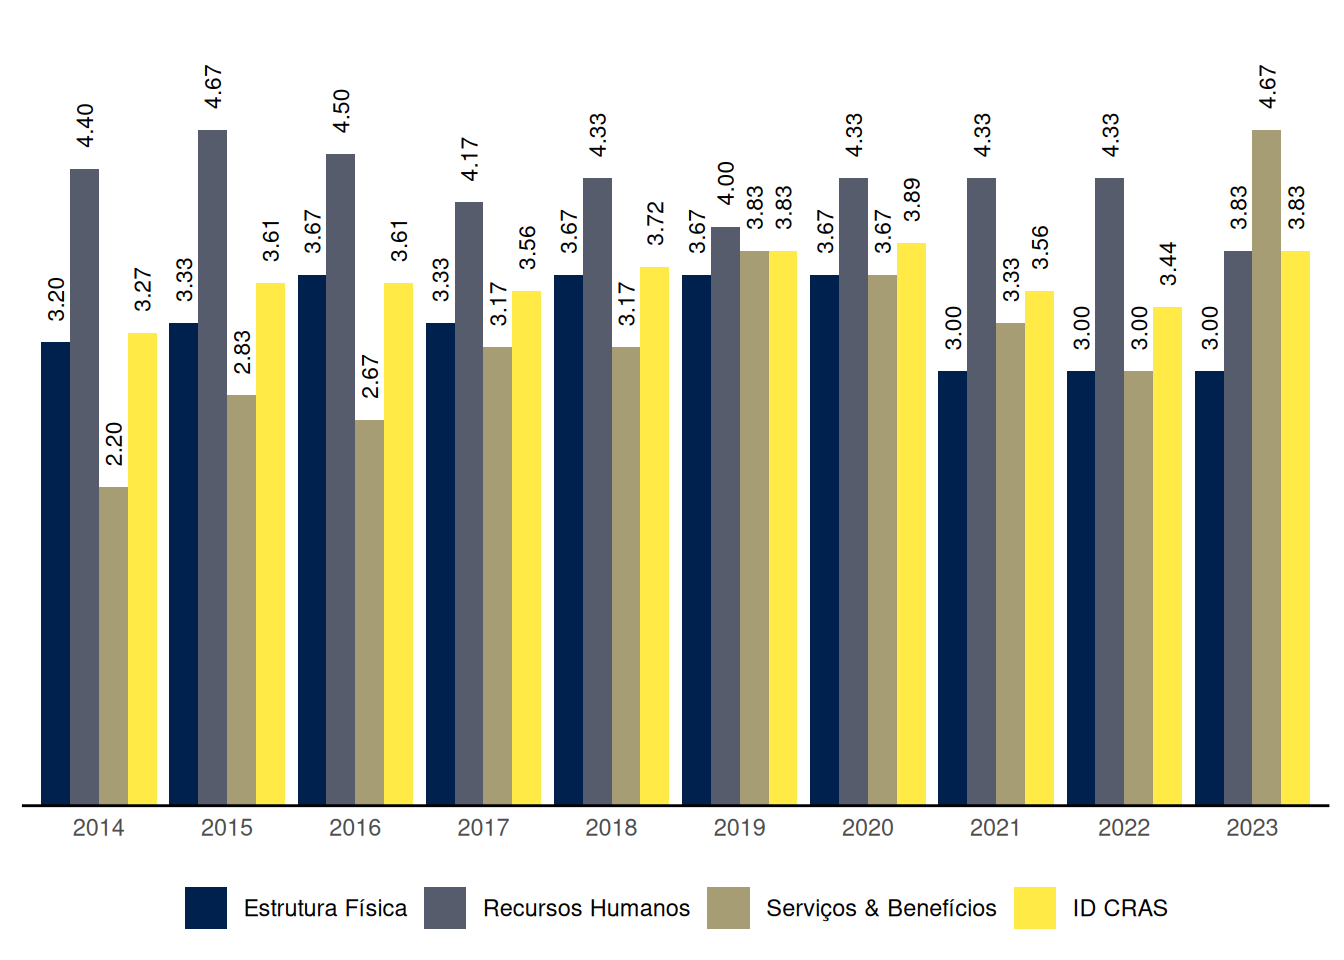 3.20 4.40 2.20 3.27
3.33 4.67 2.83 3.61
3.67 4.50 2.67 3.61
3.33 4.17 3.17 3.56
3.67 4.33 3.17 3.72
3.67 4.00 3.83 3.83
3.67 4.33 3.67 3.89
3.00 4.33 3.33 3.56
3.00 4.33 3.00 3.44
3.00 3.83 4.67 3.83
2014 2015 2016 2017 2018 2019 2020 2021 2022 2023
Estrutura Física Recursos Humanos Serviços & Benefícios ID CRAS